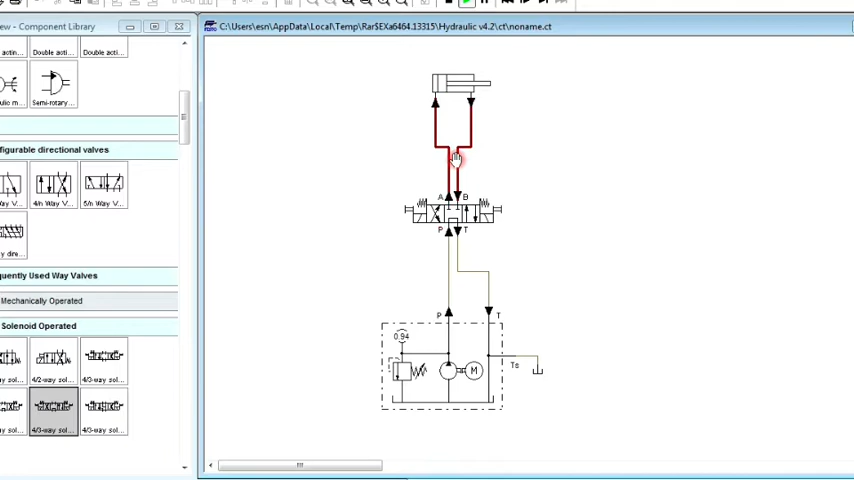 ew - Component Library
C:\Users\esn\AppData\Local\Temp\Rar$EXa6464.13315\Hydraulic v4.2\ct\noname.ct
actin...
Double acti...
Double acti...
aulic m...
Semi-rotary
figurable directional valves
Way V...
4/n Way V...
5/n Way V...
y dire...
quently Used Way Valves
Mechanically Operated
Solenoid Operated
ay sol...
4/2-way sol...
4/3-way sol...
ay sol...
4/3-way sol...
4/3-way sol...
A B
P T
P T
0.94
M
Ts